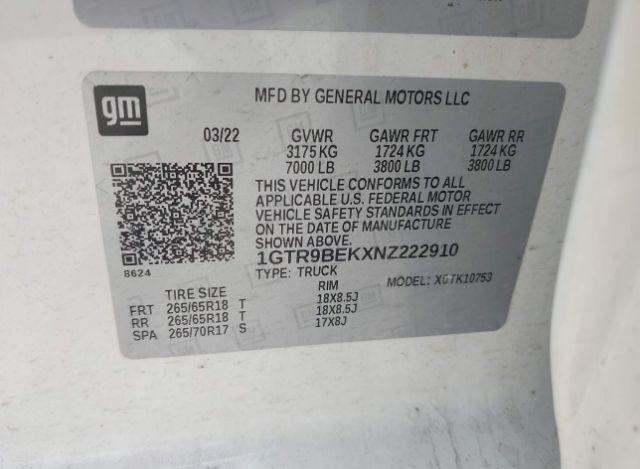 gm
MFD BY GENERAL MOTORS LLC
03/22 GVWR GAWR FRT GAWR RR
3175 KG 1724 KG 1724 KG
7000 LB 3800 LB 3800 LB
THIS VEHICLE CONFORMS TO ALL
APPLICABLE U.S. FEDERAL MOTOR
VEHICLE SAFETY STANDARDS IN EFFECT
ON THE DATE OF MANUFACTURE
SHOWN ABOVE.
1GTR9BEKXNZ222910
8624
TYPE: TRUCK MODEL: X6TK10753
TIRE SIZE RIM
FRT 265/65R18 T 18X8.5J
RR 265/65R18 T 18X8.5J
SPA 265/70R17 S 17X8J